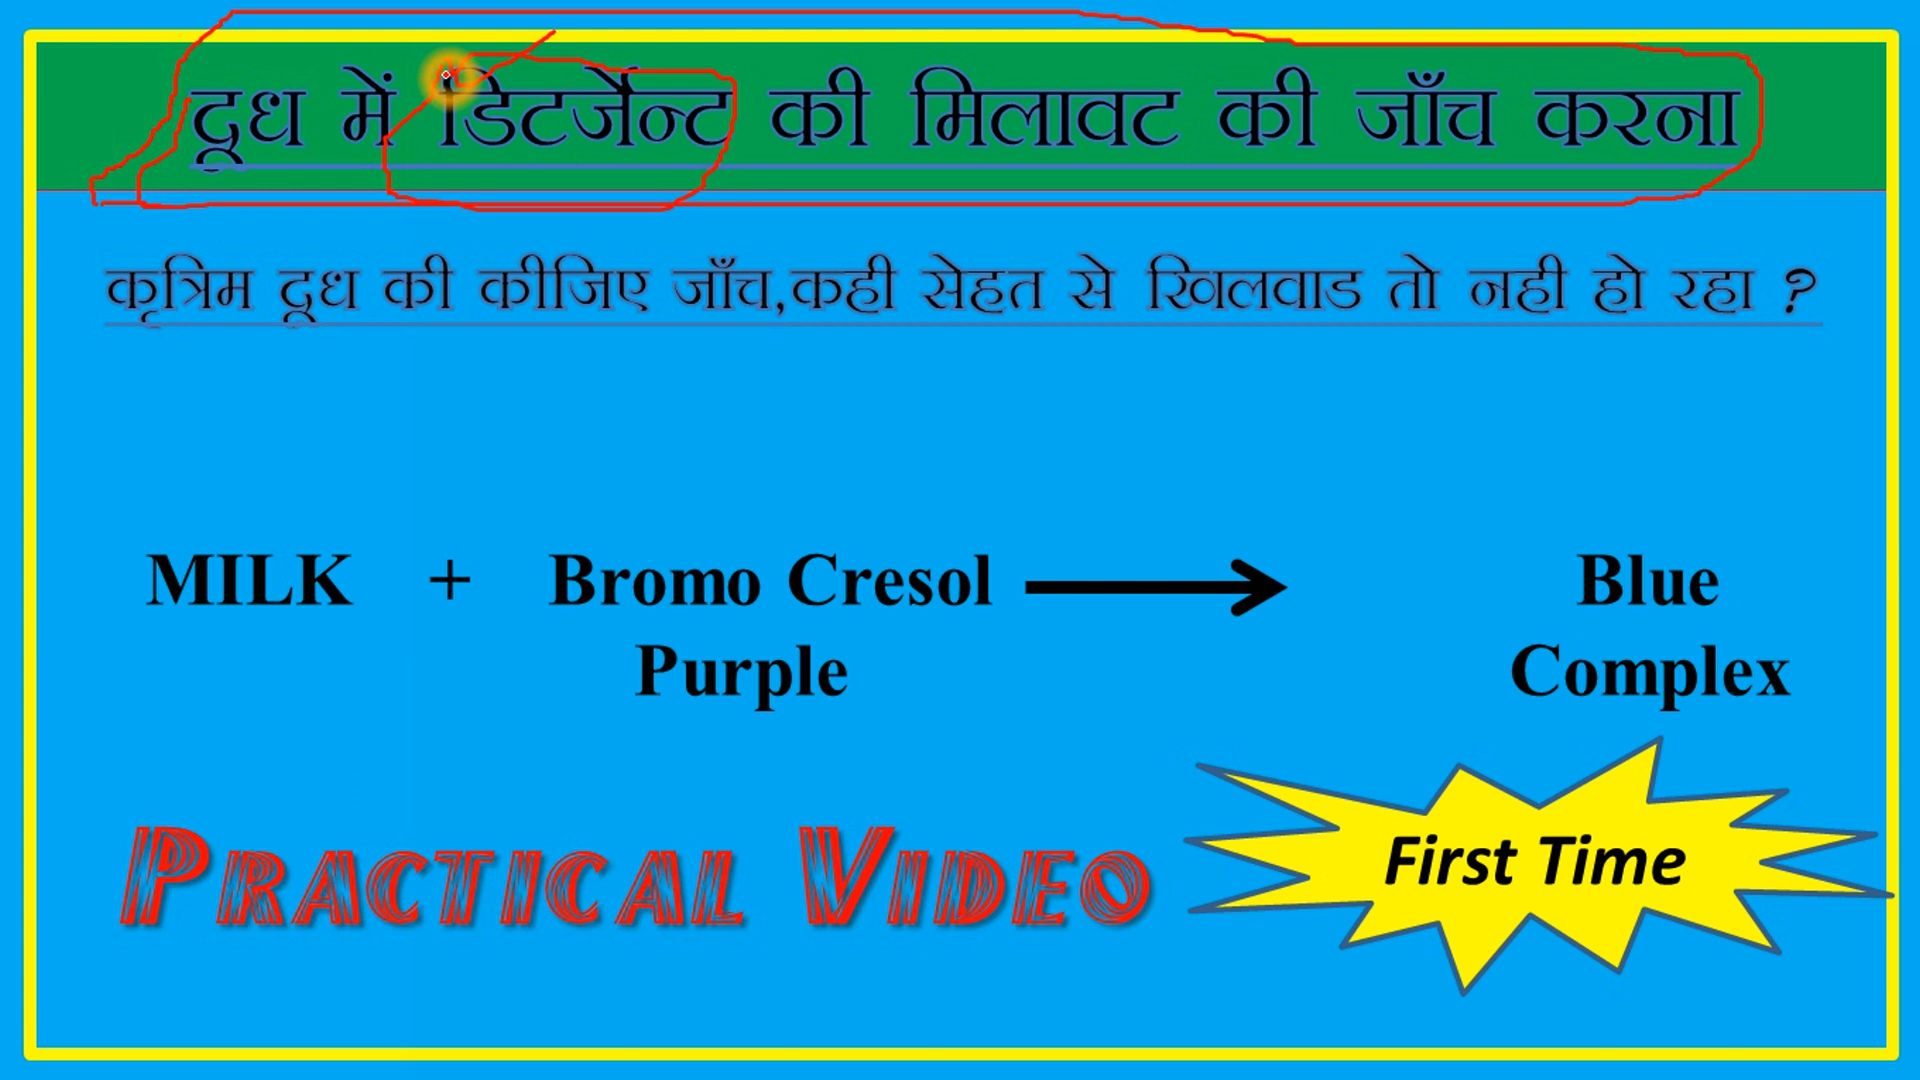 दूध में डिटर्जेन्ट की मिलावट की जाँच करना
कृत्रिम दूध की कीजिए जाँच,कही सेहत से खिलवाड तो नही हो रहा ?
MILK + Bromo Cresol Purple → Blue Complex
PRACTICAL VIDEO
First Time